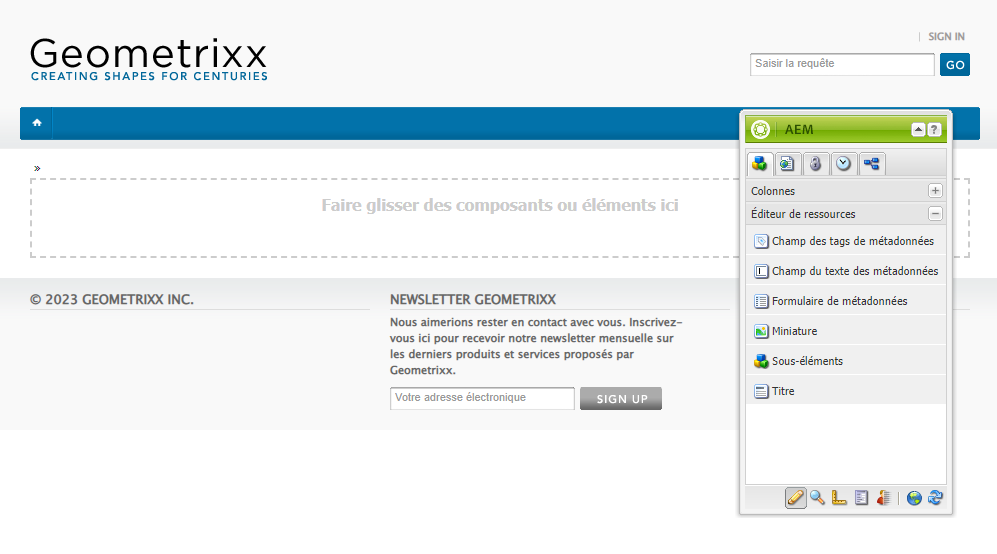 Geometrixx
CREATING SHAPES FOR CENTURIES
SIGN IN
Saisir la requête
GO
AEM
?
»
Faire glisser des composants ou éléments ici
Colonnes
Éditeur de ressources
Champ des tags de métadonnées
Champ du texte des métadonnées
Formulaire de métadonnées
Miniature
Sous-éléments
Titre
© 2023 GEOMETRIXX INC.
NEWSLETTER GEOMETRIXX
Nous aimerions rester en contact avec vous. Inscrivez-
vous ici pour recevoir notre newsletter mensuelle sur
les derniers produits et services proposés par
Geometrixx.
Votre adresse électronique
SIGN UP